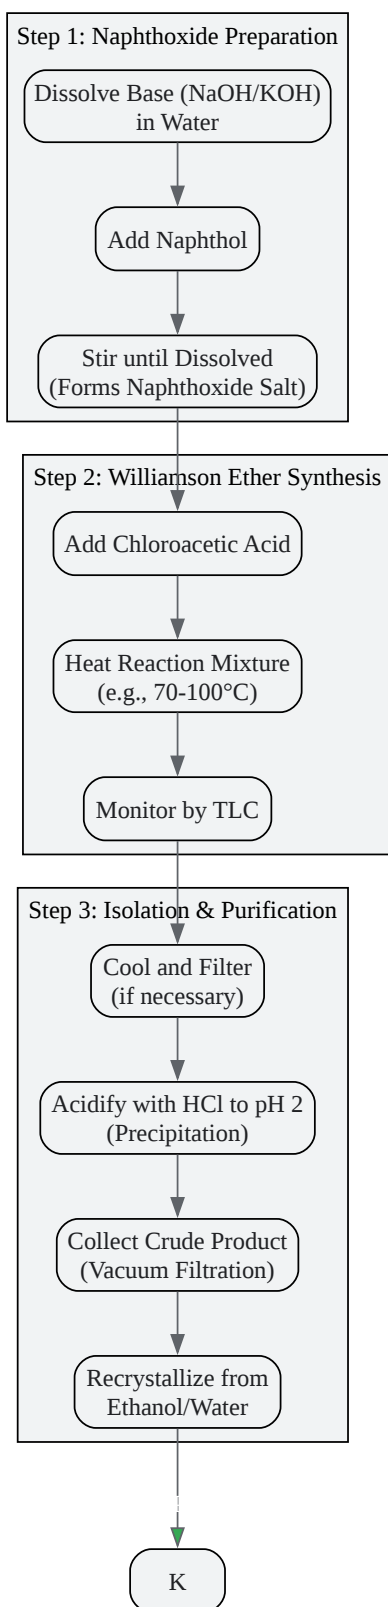 Step 1: Naphthoxide Preparation
Dissolve Base (NaOH/KOH)
in Water
Add Naphthol
Stir until Dissolved
(Forms Naphthoxide Salt)
Step 2: Williamson Ether Synthesis
Add Chloroacetic Acid
Heat Reaction Mixture
(e.g., 70-100°C)
Monitor by TLC
Step 3: Isolation & Purification
Cool and Filter
(if necessary)
Acidify with HCl to pH 2
(Precipitation)
Collect Crude Product
(Vacuum Filtration)
Recrystallize from
Ethanol/Water
K